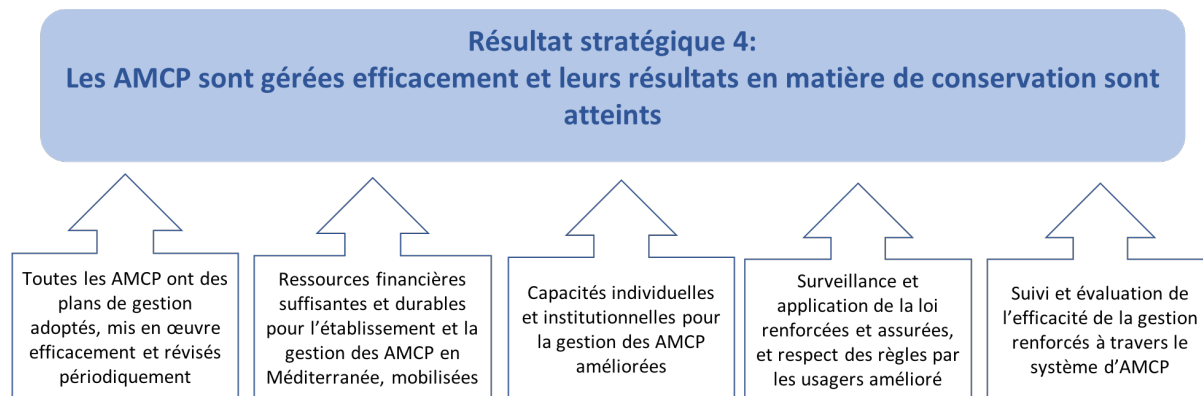 Résultat stratégique 4:
Les AMCP sont gérées efficacement et leurs résultats en matière de conservation sont
atteints
Toutes les AMCP ont des
plans de gestion
adoptés, mis en œuvre
efficacement et révisés
périodiquement
Ressources financières
suffisantes et durables
pour l’établissement et la
gestion des AMCP en
Méditerranée, mobilisées
Capacités individuelles
et institutionnelles pour
la gestion des AMCP
améliorées
Surveillance et
application de la loi
renforcées et assurées,
et respect des règles par
les usagers amélioré
Suivi et évaluation de
l’efficacité de la gestion
renforcés à travers le
système d’AMCP